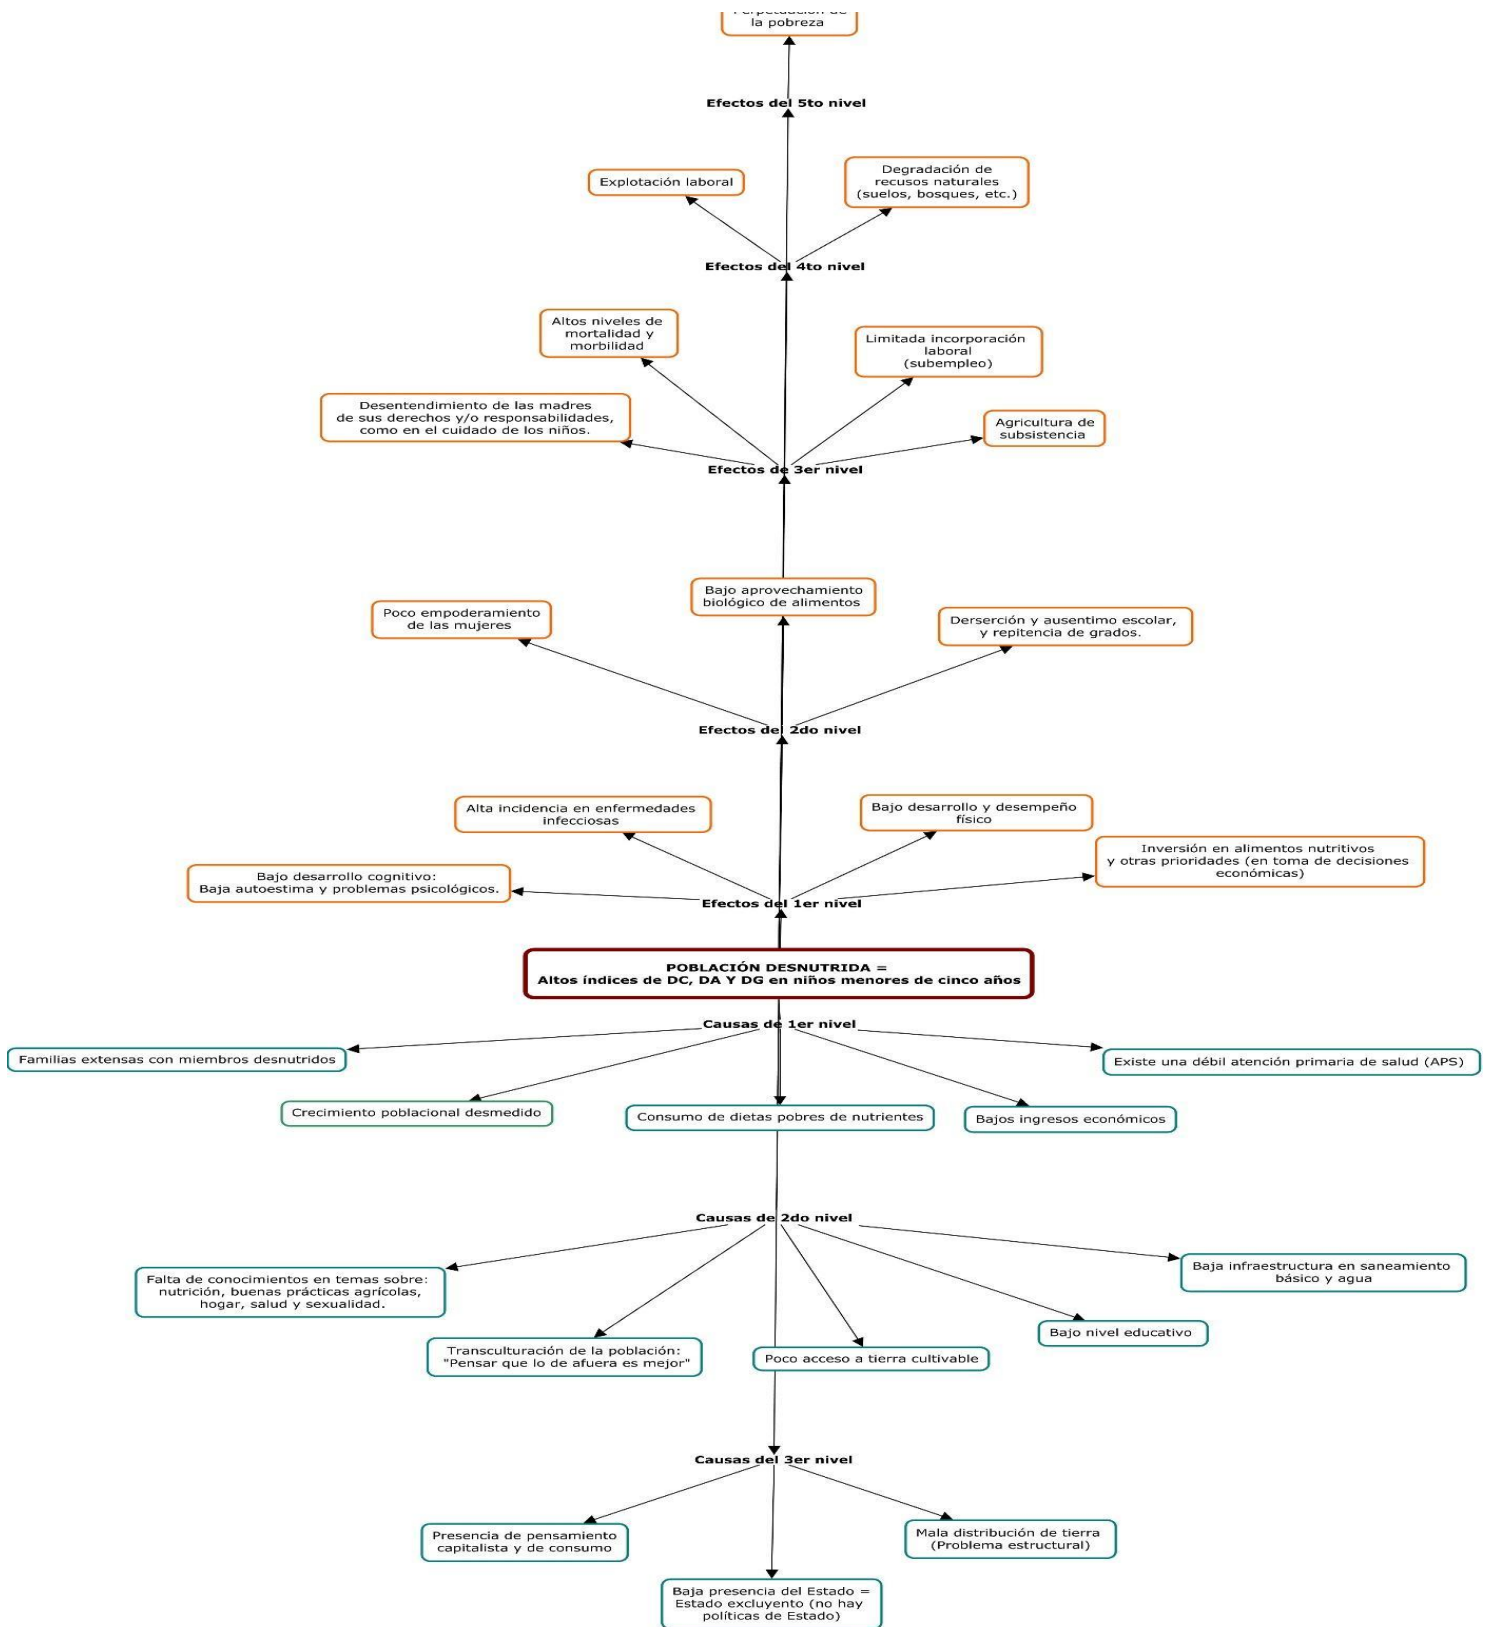 la pobreza
Efectos del 5to nivel
Explotación laboral
Degradación de
recusos naturales
(suelos, bosques, etc.)
Efectos del 4to nivel
Altos niveles de
mortalidad y
morbilidad
Limitada incorporación
laboral
(subempleo)
Desentendimiento de las madres
de sus derechos y/o responsabilidades,
como en el cuidado de los niños.
Agricultura de
subsistencia
Efectos de 3er nivel
Bajo aprovechamiento
biológico de alimentos
Poco empoderamiento
de las mujeres
Derserción y ausentimo escolar,
y repitencia de grados.
Efectos del 2do nivel
Alta incidencia en enfermedades
infecciosas
Bajo desarrollo y desempeño
físico
Bajo desarrollo cognitivo:
Baja autoestima y problemas psicológicos.
Inversión en alimentos nutritivos
y otras prioridades (en toma de decisiones
económicas)
Efectos del 1er nivel
POBLACIÓN DESNUTRIDA =
Altos índices de DC, DA Y DG en niños menores de cinco años
Causas de 1er nivel
Familias extensas con miembros desnutridos
Existe una débil atención primaria de salud (APS)
Crecimiento poblacional desmedido
Consumo de dietas pobres de nutrientes
Bajos ingresos económicos
Causas de 2do nivel
Falta de conocimientos en temas sobre:
nutrición, buenas prácticas agrícolas,
hogar, salud y sexualidad.
Baja infraestructura en saneamiento
básico y agua
Transculturación de la población:
"Pensar que lo de afuera es mejor"
Poco acceso a tierra cultivable
Bajo nivel educativo
Causas del 3er nivel
Presencia de pensamiento
capitalista y de consumo
Mala distribución de tierra
(Problema estructural)
Baja presencia del Estado =
Estado excluyento (no hay
políticas de Estado)